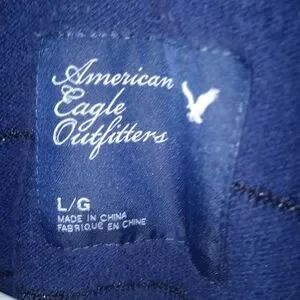 American
Eagle
Outfitters
L/G
MADE IN CHINA
FABRIQUE EN CHINE